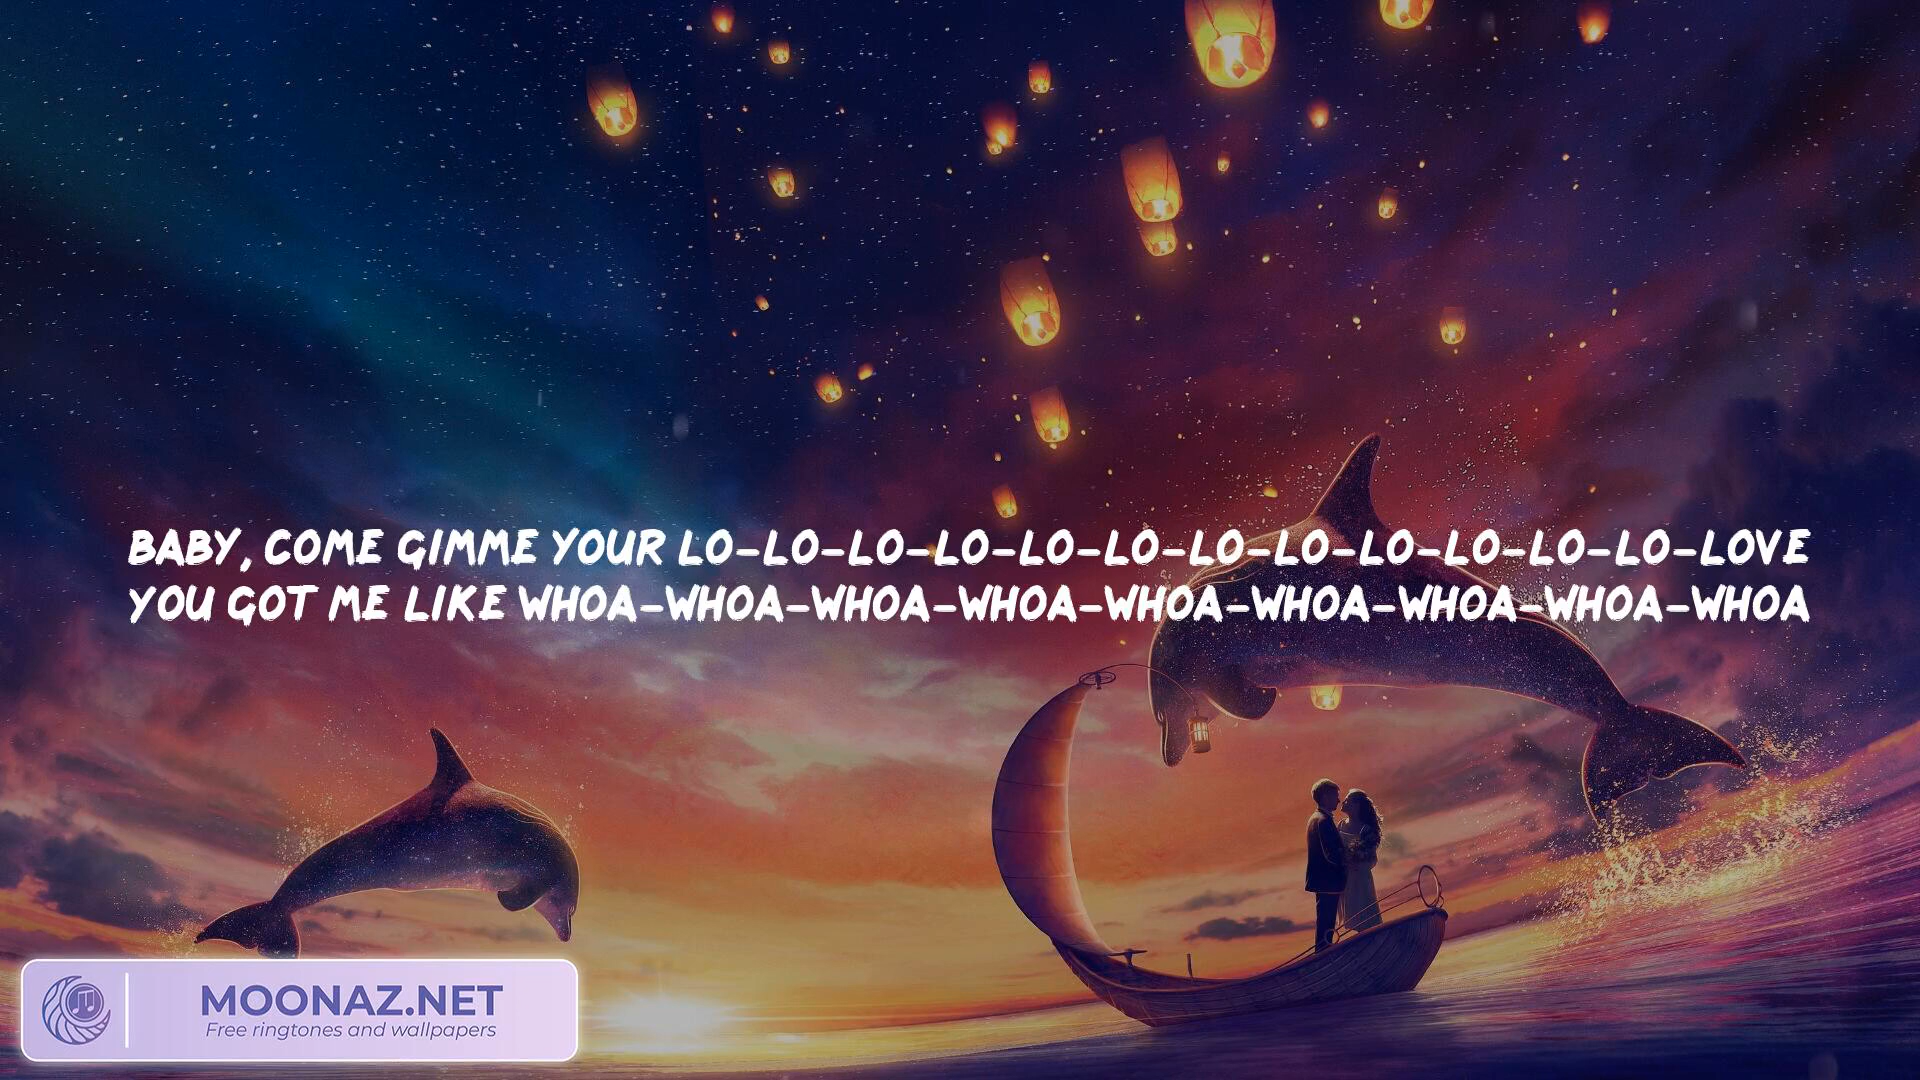 BABY, COME GIMME YOUR LO-LO-LO-LO-LO-LO-LO-LO-LO-LO-LO-LO-LOVE
YOU GOT ME LIKE WHOA-WHOA-WHOA-WHOA-WHOA-WHOA-WHOA-WHOA-WHOA
MOONAZ.NET
Free ringtones and wallpapers